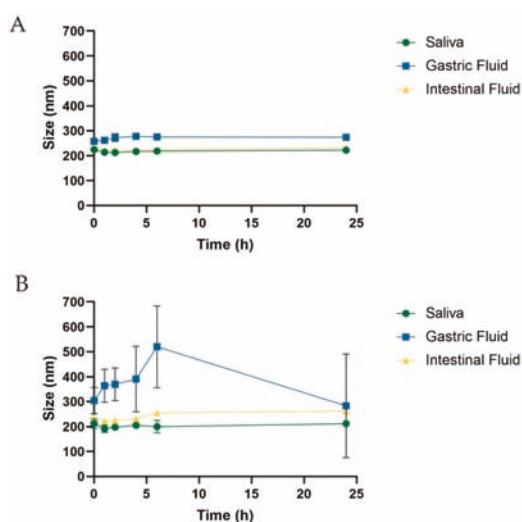 A
Size (nm)
700
600
500
400
300
200
100
0
0 5 10 15 20 25
Time (h)
Saliva
Gastric Fluid
Intestinal Fluid
B
Size (nm)
700
600
500
400
300
200
100
0
0 5 10 15 20 25
Time (h)
Saliva
Gastric Fluid
Intestinal Fluid